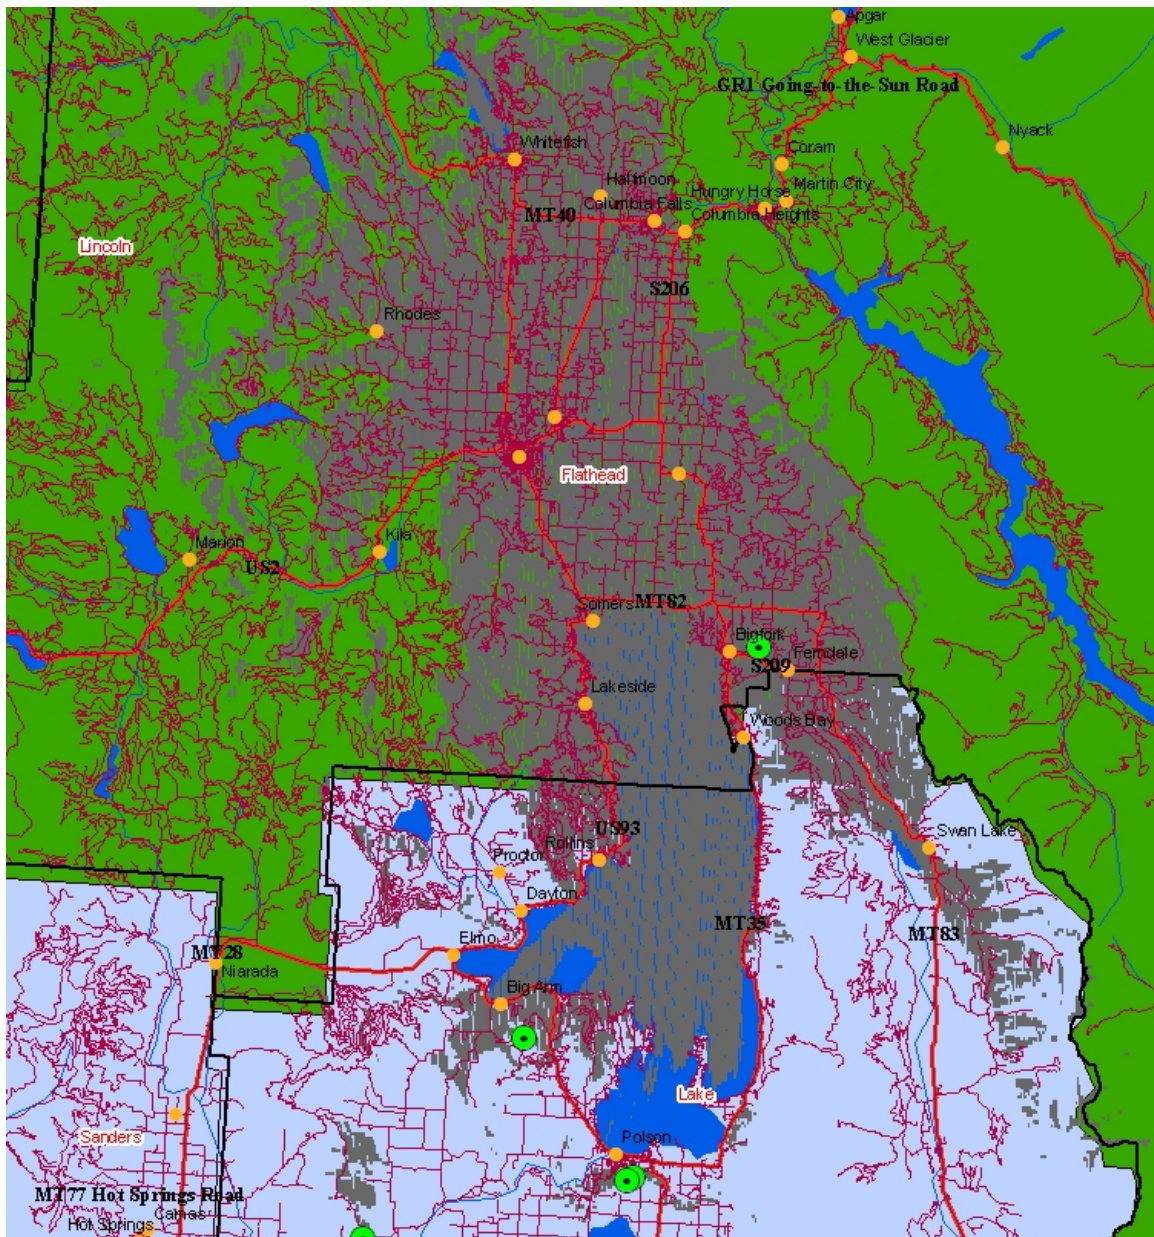 Apgar
West Glacier
GR1 Going-to-the-Sun Road
Nyack
Whitefish
Coram
Martin City
Halfmoon
Hungry Horse
Columbia Falls
MT40
Columbia Heights
Lincoln
S206
Rhodes
Flathead
Kila
Marion
US2
Somers
MT82
Bigfork
Ferndale
S209
Lakeside
Woods Bay
US93
Swan Lake
Rollins
Proctor
Dayton
MT35
MT83
Elmo
MT28
Niarada
Big Arm
Lake
Sanders
Polson
MT77 Hot Springs Road
Camas
Hot Springs